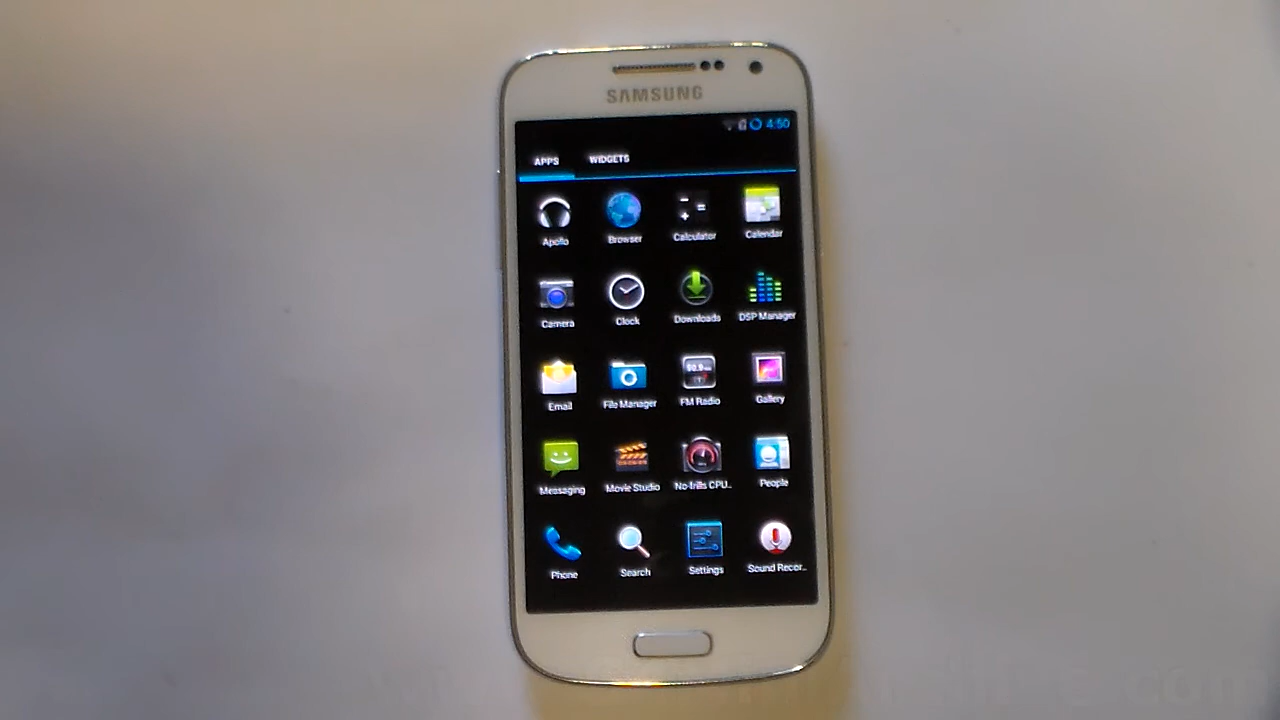 SAMSUNG
4:50
APPS WIDGETS
Apollo Browser Calculator Calendar
Camera Clock Downloads DSP Manager
Email File Manager FM Radio Gallery
Messaging Movie Studio No-frills CPU.. People
Phone Search Settings Sound Recor..